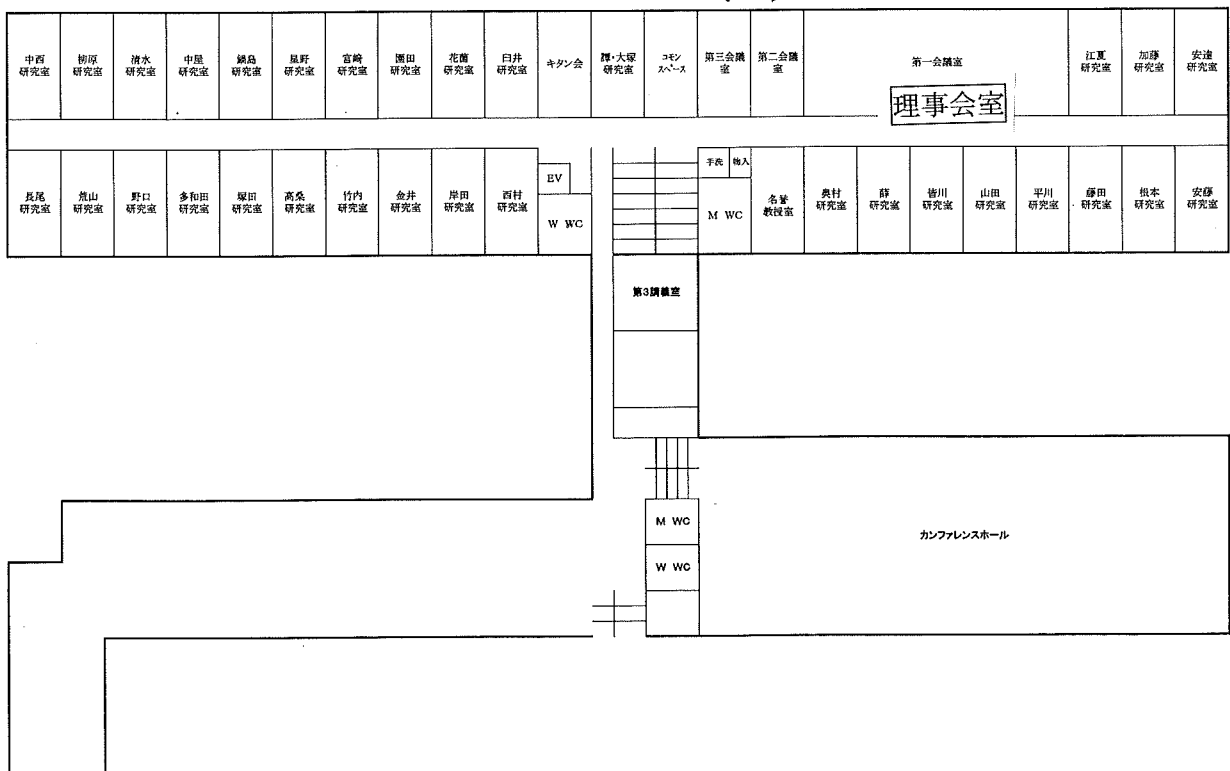 中西
研究室
柳原
研究室
清水
研究室
中屋
研究室
鍋島
研究室
星野
研究室
宮崎
研究室
園田
研究室
花薗
研究室
臼井
研究室
キタン会
譚・大塚
研究室
コモン
スペース
第三会議
室
第二会議
室
第一会議室
理事会室
江夏
研究室
加藤
研究室
安達
研究室
長尾
研究室
荒山
研究室
野口
研究室
多和田
研究室
塚田
研究室
高桑
研究室
竹内
研究室
金井
研究室
岸田
研究室
西村
研究室
EV
W WC
手洗
物入
M WC
名誉
教授室
奥村
研究室
薛
研究室
皆川
研究室
山田
研究室
平川
研究室
藤田
研究室
根本
研究室
安藤
研究室
第3講義室
M WC
W WC
カンファレンスホール